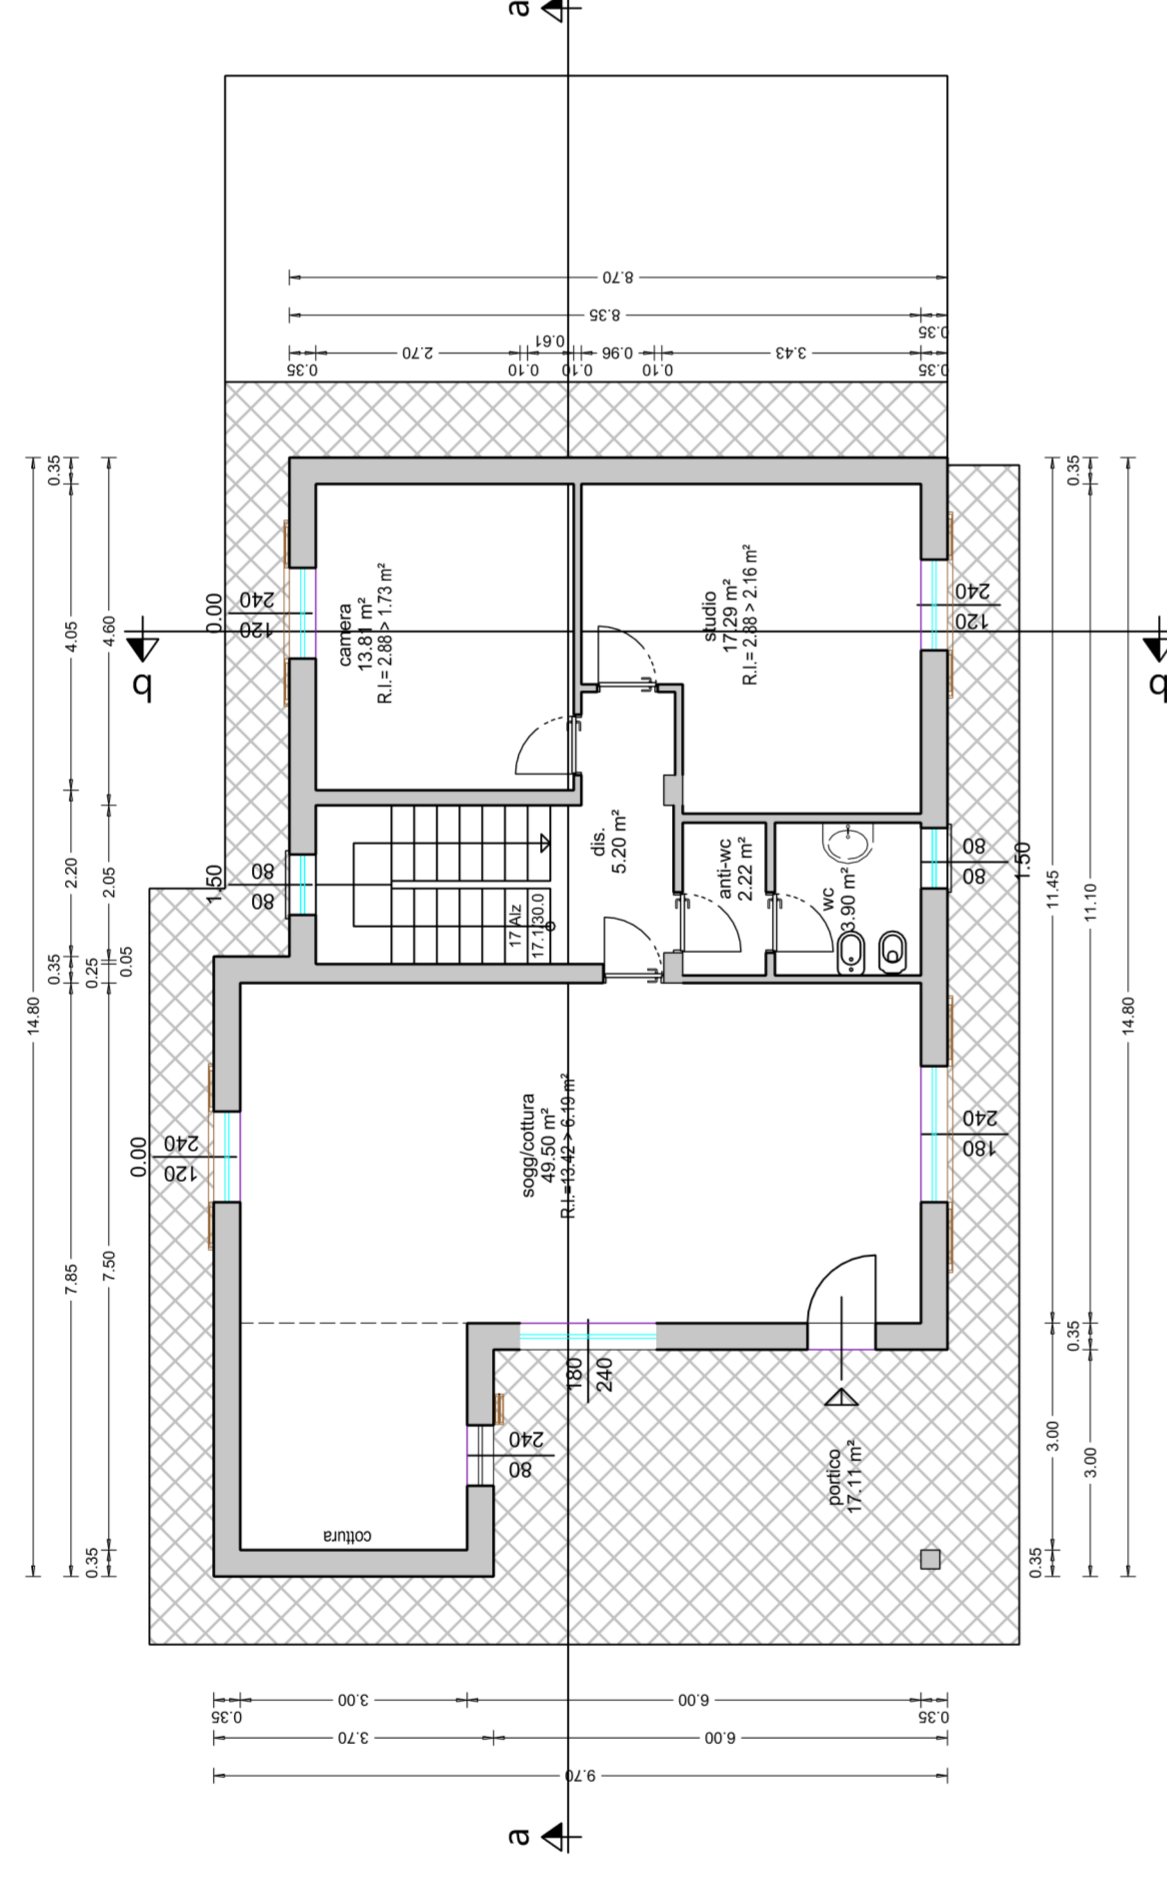 a
8.70
8.35
0.35
0.61
0.35
2.70
0.10
0.10
0.96
0.10
3.43
0.35
14.80
0.35
4.05
4.60
2.20
2.05
0.35
0.25
0.05
7.85
7.50
0.35
0.00
240
120
b
camera
13.81 m²
R.I.= 2.88 > 1.73 m²
studio
17.29 m²
R.I.= 2.88 > 2.16 m²
240
120
b
1.50
80
80
17 Alz
17.1/30.0
dis.
5.20 m²
anti-wc
2.22 m²
wc
3.90 m²
80
80
1.50
0.00
240
120
sogg/cottura
49.50 m²
R.I.=13.42 > 6.19 m²
240
180
180
240
240
80
cottura
portico
17.11 m²
0.35
11.45
11.10
14.80
0.35
3.00
3.00
0.35
0.35
3.00
6.00
0.35
3.70
6.00
9.70
a